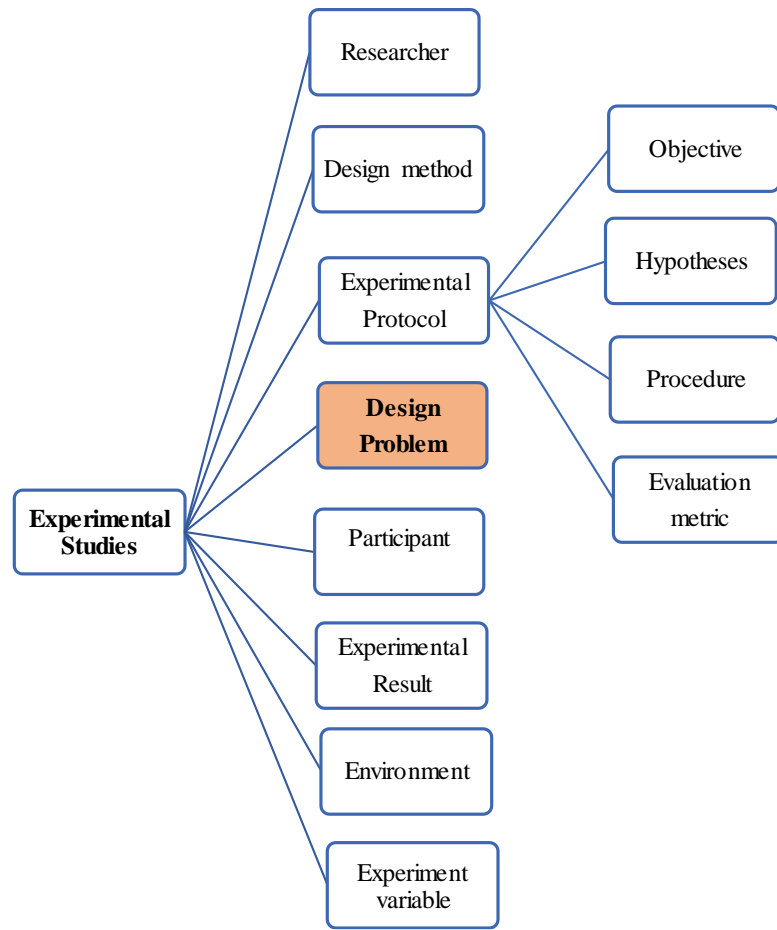 Researcher
Design method
Experimental
Protocol
Design
Problem
Experimental
Studies
Participant
Experimental
Result
Environment
Experiment
variable
Objective
Hypotheses
Procedure
Evaluation
metric